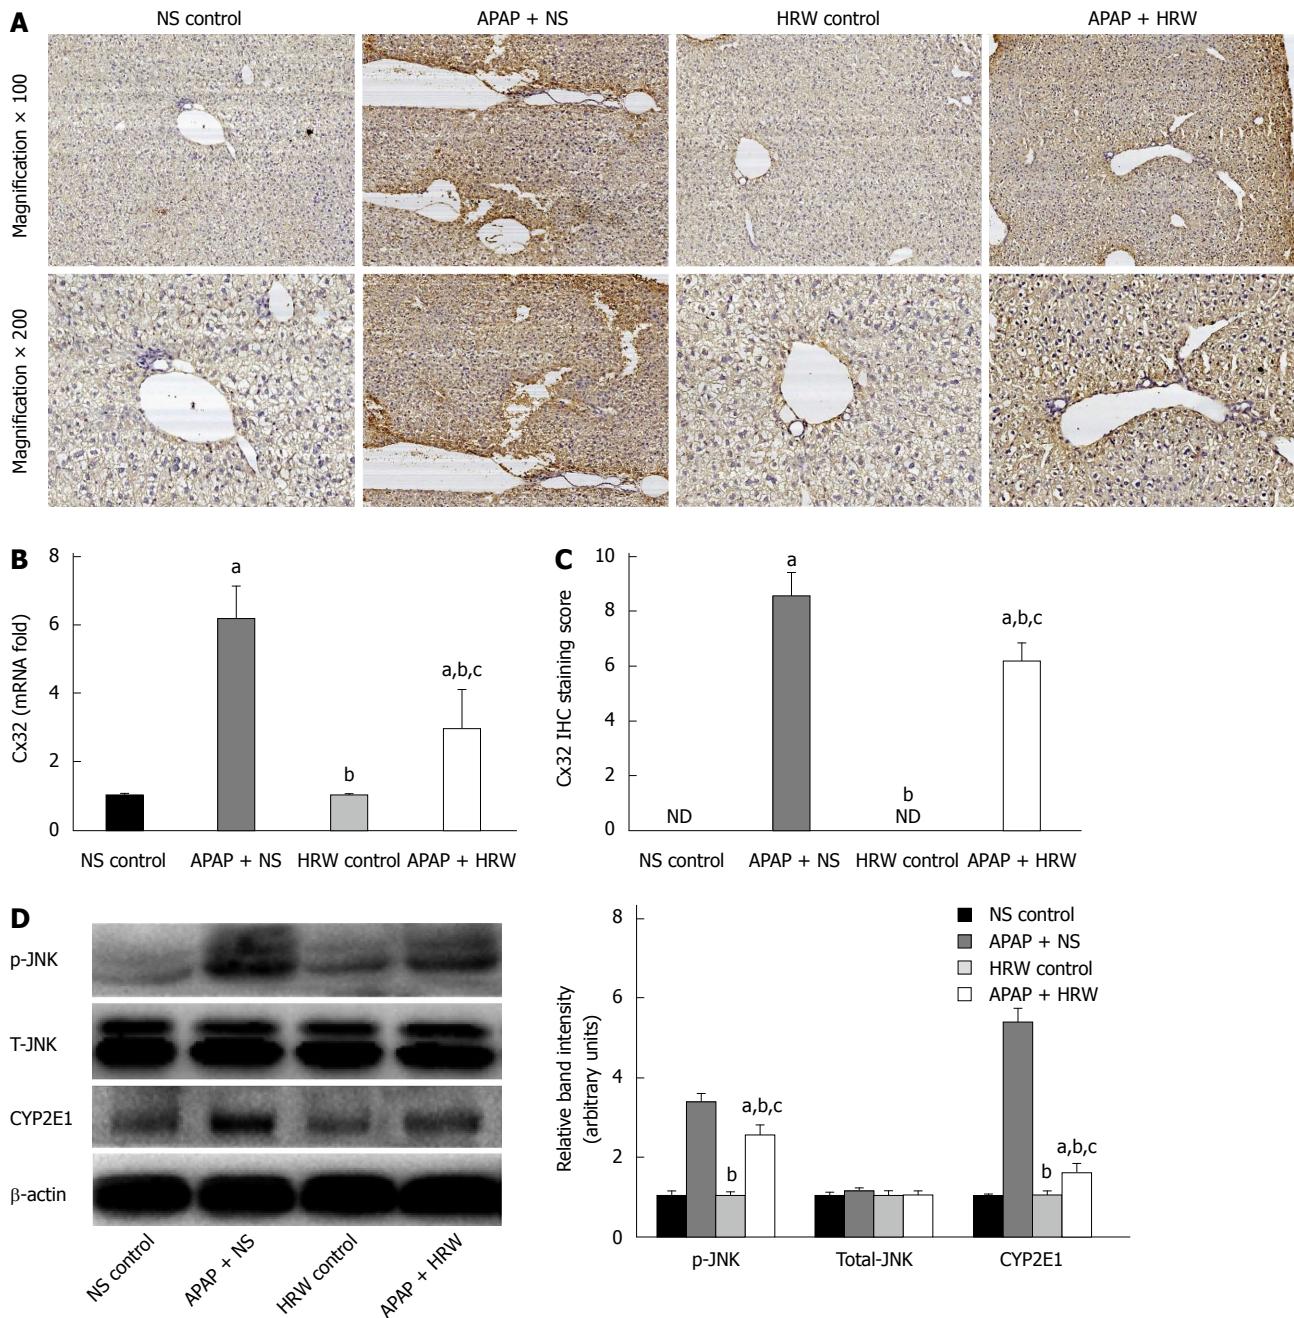 A
NS control
APAP + NS
HRW control
APAP + HRW
Magnification × 100
Magnification × 200
B
Cx32 (mRNA fold)
8
6
4
2
0
a
b
a,b,c
NS control
APAP + NS
HRW control
APAP + HRW
C
Cx32 IHC staining score
10
8
6
4
2
0
ND
a
b
ND
a,b,c
NS control
APAP + NS
HRW control
APAP + HRW
D
p-JNK
T-JNK
CYP2E1
β-actin
NS control
APAP + NS
HRW control
APAP + HRW
Relative band intensity
(arbitrary units)
8
6
4
2
0
NS control
APAP + NS
HRW control
APAP + HRW
b
a,b,c
b
a,b,c
p-JNK
Total-JNK
CYP2E1